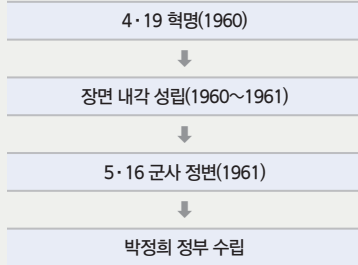 4·19 혁명(1960)
⬇
장면 내각 성립(1960～1961)
⬇
5·16 군사 정변(1961)
⬇
박정희 정부 수립